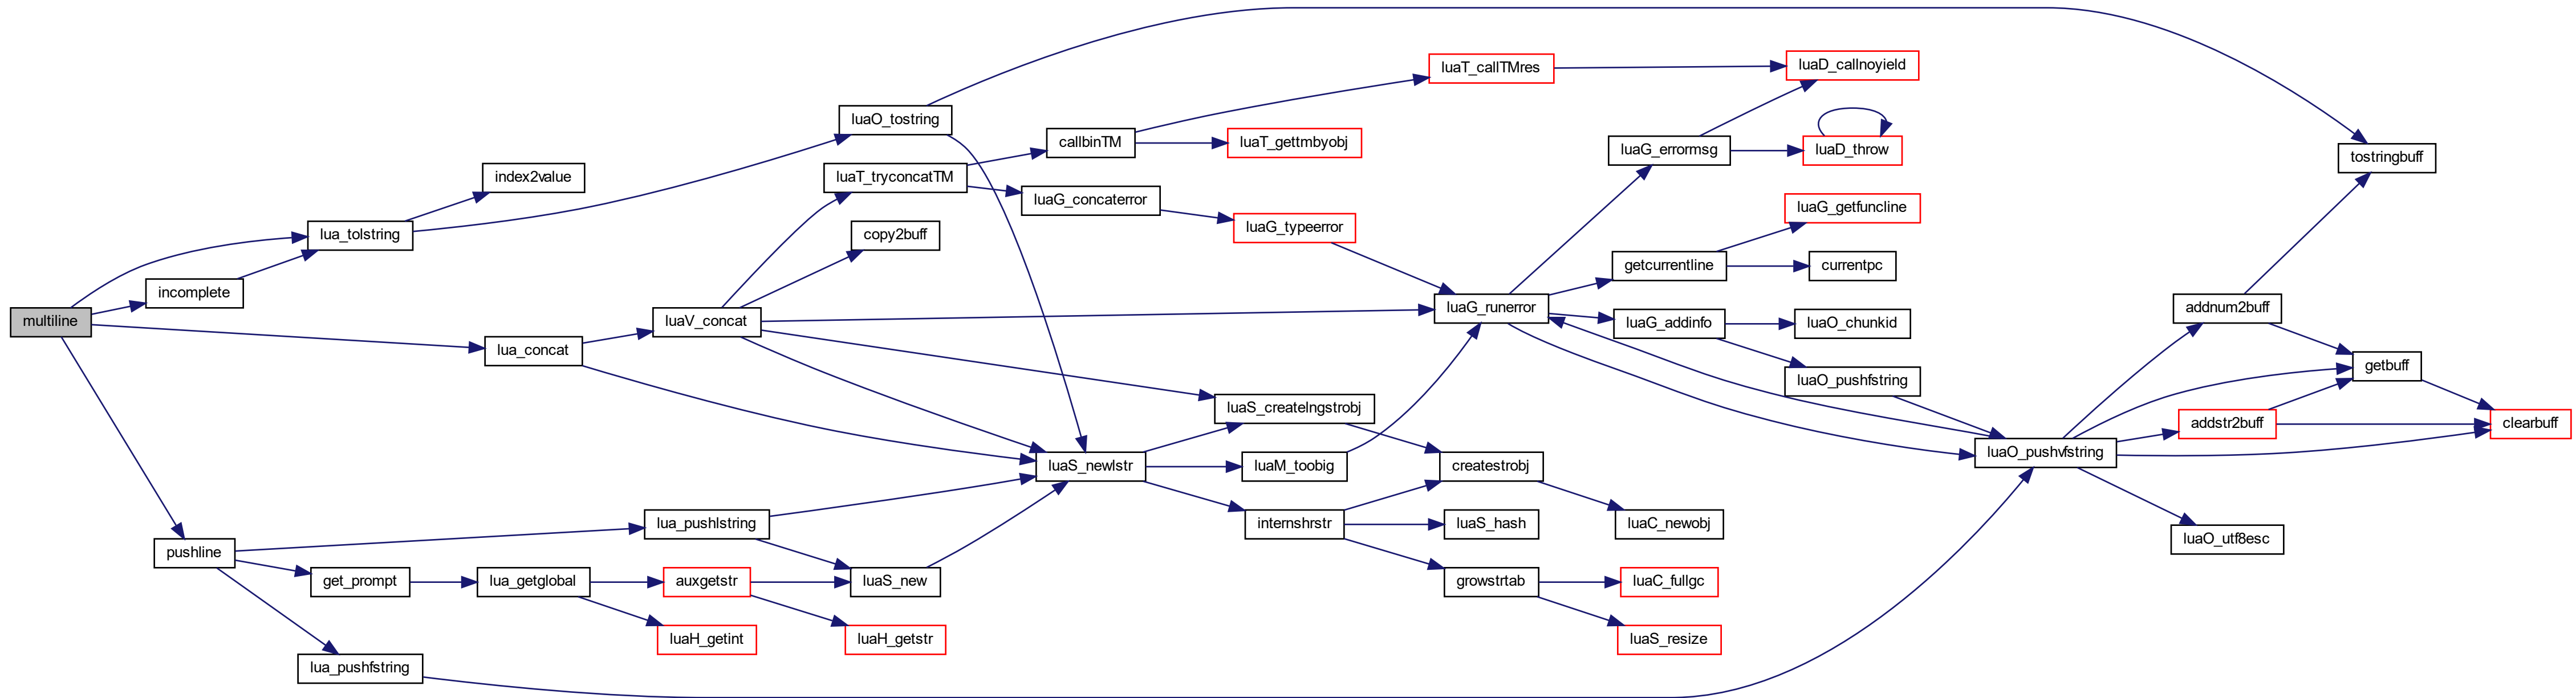 multiline
incomplete
pushline
lua_tolstring
get_prompt
lua_pushfstring
index2value
lua_concat
lua_getglobal
lua_pushlstring
luaV_concat
auxgetstr
luaH_getint
luaO_tostring
luaT_tryconcatTM
copy2buff
luaS_new
luaH_getstr
callbinTM
luaG_concaterror
luaS_newlstr
luaT_gettmbyobj
luaG_typeerror
luaS_createlngstrobj
luaM_toobig
internshrstr
luaT_callTMres
luaG_runerror
createstrobj
luaS_hash
growstrtab
luaG_errormsg
getcurrentline
luaG_addinfo
luaC_newobj
luaC_fullgc
luaS_resize
luaD_callnoyield
luaD_throw
luaG_getfuncline
currentpc
luaO_chunkid
luaO_pushfstring
luaO_pushvfstring
addnum2buff
addstr2buff
luaO_utf8esc
tostringbuff
getbuff
clearbuff